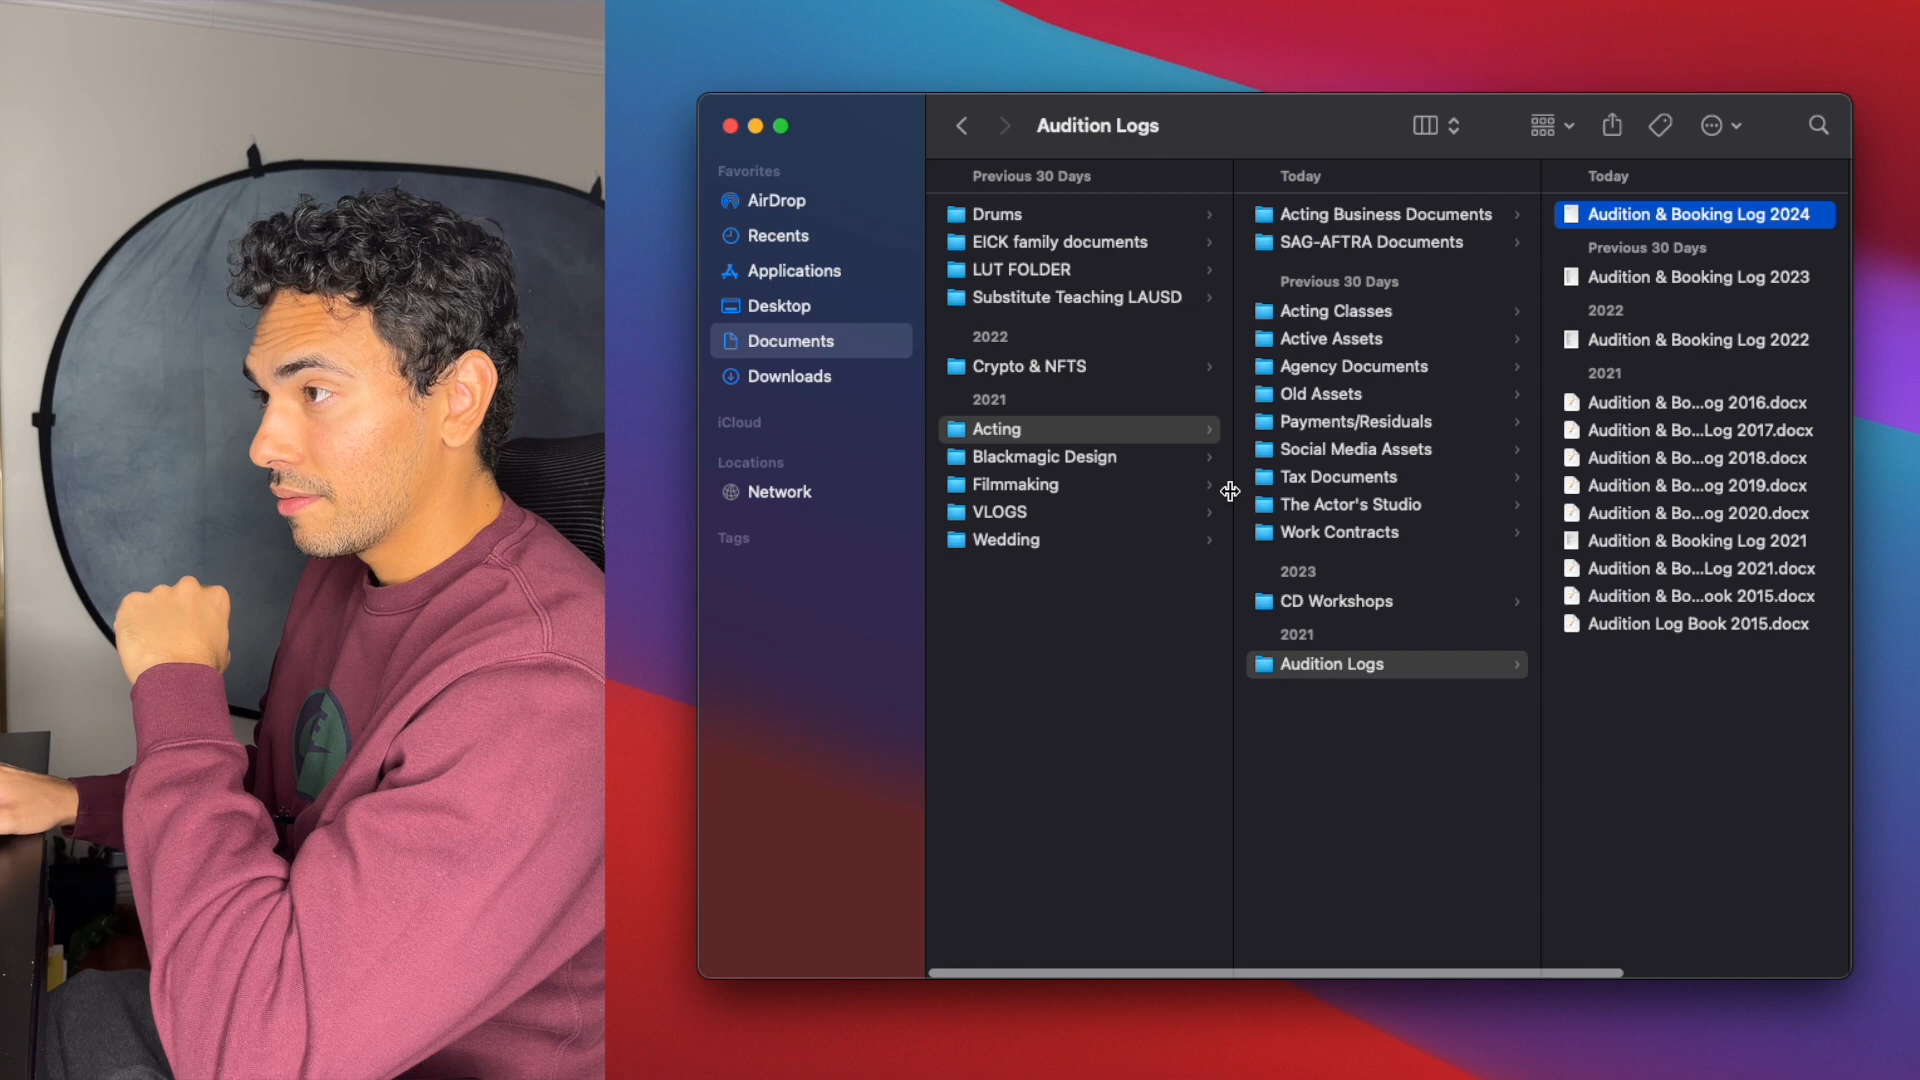 Audition Logs
Favorites
AirDrop
Recents
Applications
Desktop
Documents
Downloads
iCloud
Locations
Network
Tags
Previous 30 Days
Drums
EICK family documents
LUT FOLDER
Substitute Teaching LAUSD
2022
Crypto & NFTS
2021
Acting
Blackmagic Design
Filmmaking
VLOGS
Wedding
Today
Acting Business Documents
SAG-AFTRA Documents
Previous 30 Days
Acting Classes
Active Assets
Agency Documents
Old Assets
Payments/Residuals
Social Media Assets
Tax Documents
The Actor's Studio
Work Contracts
2023
CD Workshops
2021
Audition Logs
Today
Audition & Booking Log 2024
Previous 30 Days
Audition & Booking Log 2023
2022
Audition & Booking Log 2022
2021
Audition & Bo...og 2016.docx
Audition & Bo...Log 2017.docx
Audition & Bo...og 2018.docx
Audition & Bo...og 2019.docx
Audition & Bo...og 2020.docx
Audition & Booking Log 2021
Audition & Bo...Log 2021.docx
Audition & Bo...ook 2015.docx
Audition Log Book 2015.docx